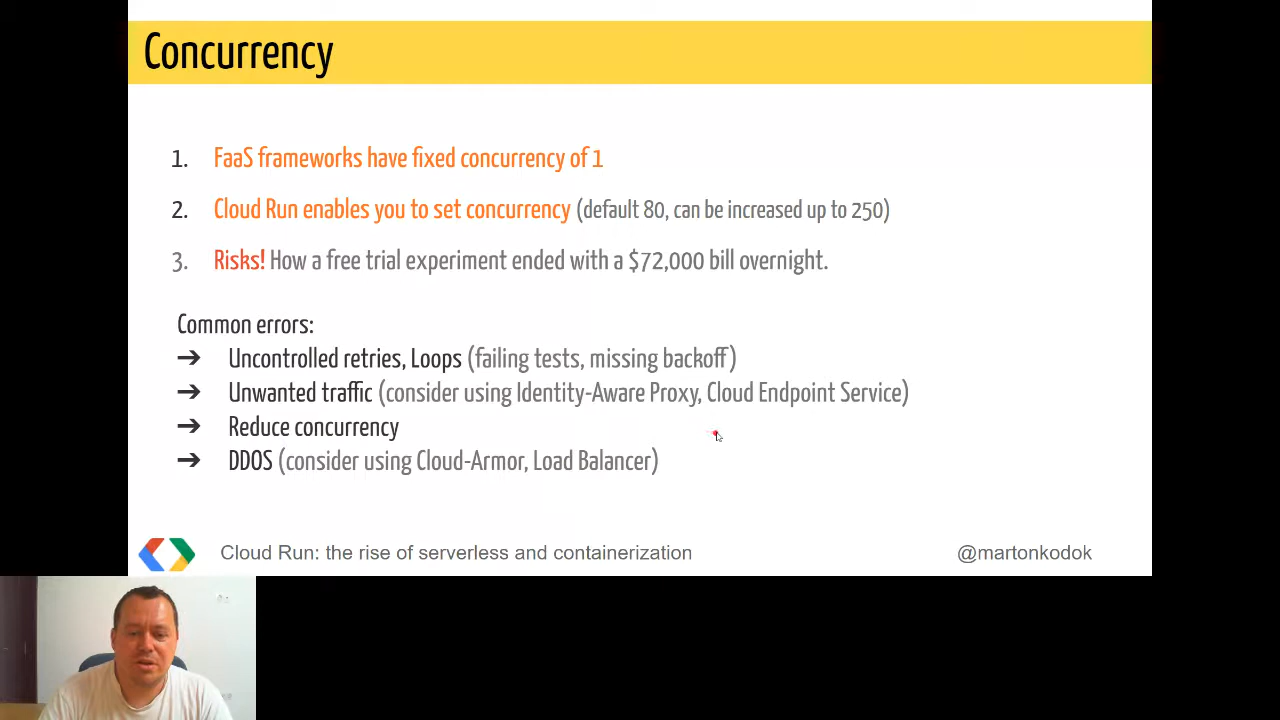 Concurrency
1. FaaS frameworks have fixed concurrency of 1
2. Cloud Run enables you to set concurrency (default 80, can be increased up to 250)
3. Risks! How a free trial experiment ended with a $72,000 bill overnight.
Common errors:
➔ Uncontrolled retries, Loops (failing tests, missing backoff)
➔ Unwanted traffic (consider using Identity-Aware Proxy, Cloud Endpoint Service)
➔ Reduce concurrency
➔ DDOS (consider using Cloud-Armor, Load Balancer)
Cloud Run: the rise of serverless and containerization @martonkodok